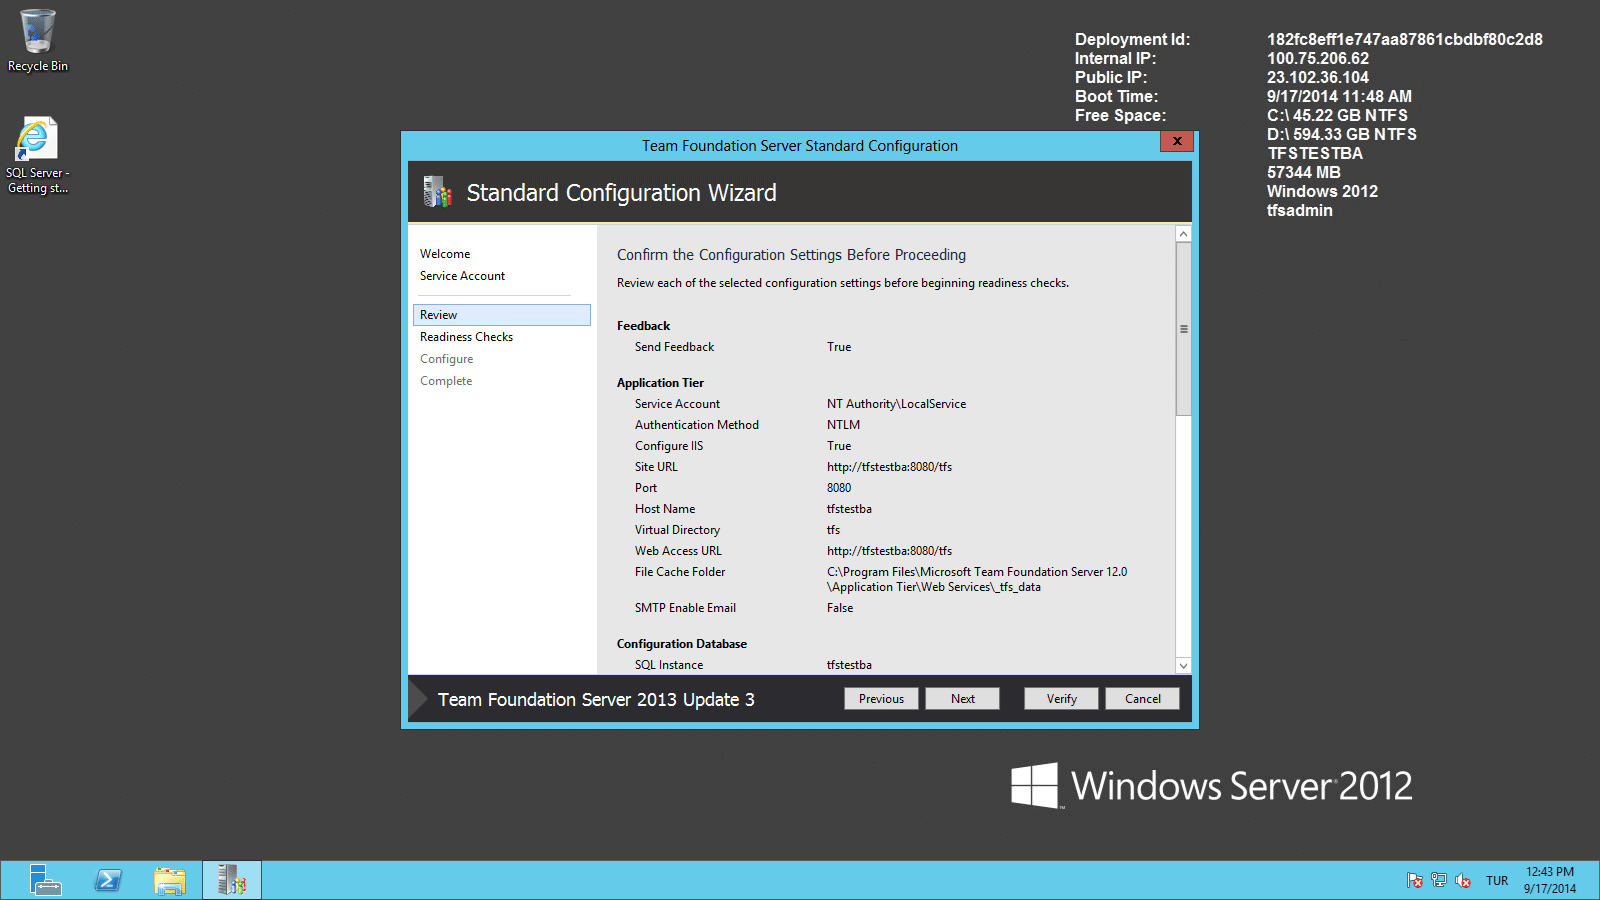 Recycle Bin
SQL Server -
Getting st...
Deployment Id: 182fc8eff1e747aa87861cbdbf80c2d8
Internal IP: 100.75.206.62
Public IP: 23.102.36.104
Boot Time: 9/17/2014 11:48 AM
Free Space: C:\ 45.22 GB NTFS
D:\ 594.33 GB NTFS
TFSTESTBA
57344 MB
Windows 2012
tfsadmin
Team Foundation Server Standard Configuration
x
Standard Configuration Wizard
Welcome
Service Account
Review
Readiness Checks
Configure
Complete
Confirm the Configuration Settings Before Proceeding
Review each of the selected configuration settings before beginning readiness checks.
Feedback
Send Feedback True
Application Tier
Service Account NT Authority\LocalService
Authentication Method NTLM
Configure IIS True
Site URL http://tfstestba:8080/tfs
Port 8080
Host Name tfstestba
Virtual Directory tfs
Web Access URL http://tfstestba:8080/tfs
File Cache Folder C:\Program Files\Microsoft Team Foundation Server 12.0
\Application Tier\Web Services\_tfs_data
SMTP Enable Email False
Configuration Database
SQL Instance tfstestba
Team Foundation Server 2013 Update 3
Previous Next Verify Cancel
Windows Server 2012
TUR
12:43 PM
9/17/2014